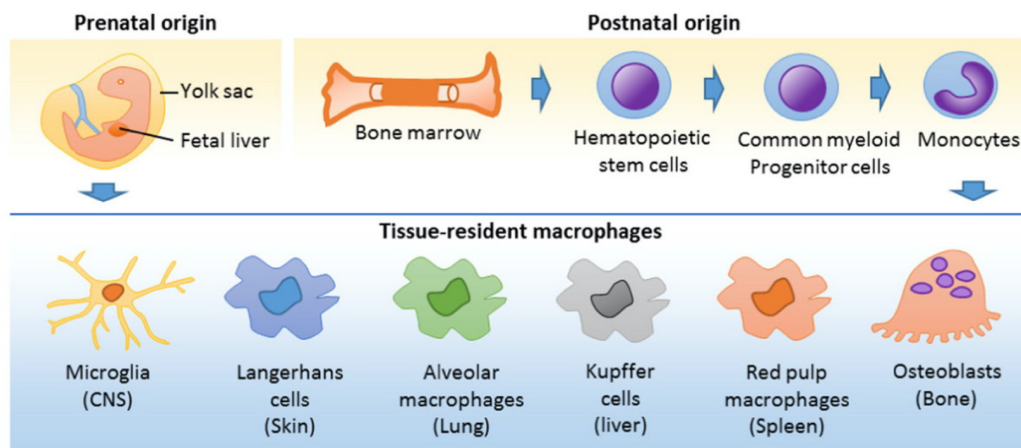 Prenatal origin
Postnatal origin
Yolk sac
Fetal liver
Bone marrow
Hematopoietic
stem cells
Common myeloid
Progenitor cells
Monocytes
Tissue-resident macrophages
Microglia
(CNS)
Langerhans
cells
(Skin)
Alveolar
macrophages
(Lung)
Kupffer
cells
(liver)
Red pulp
macrophages
(Spleen)
Osteoblasts
(Bone)